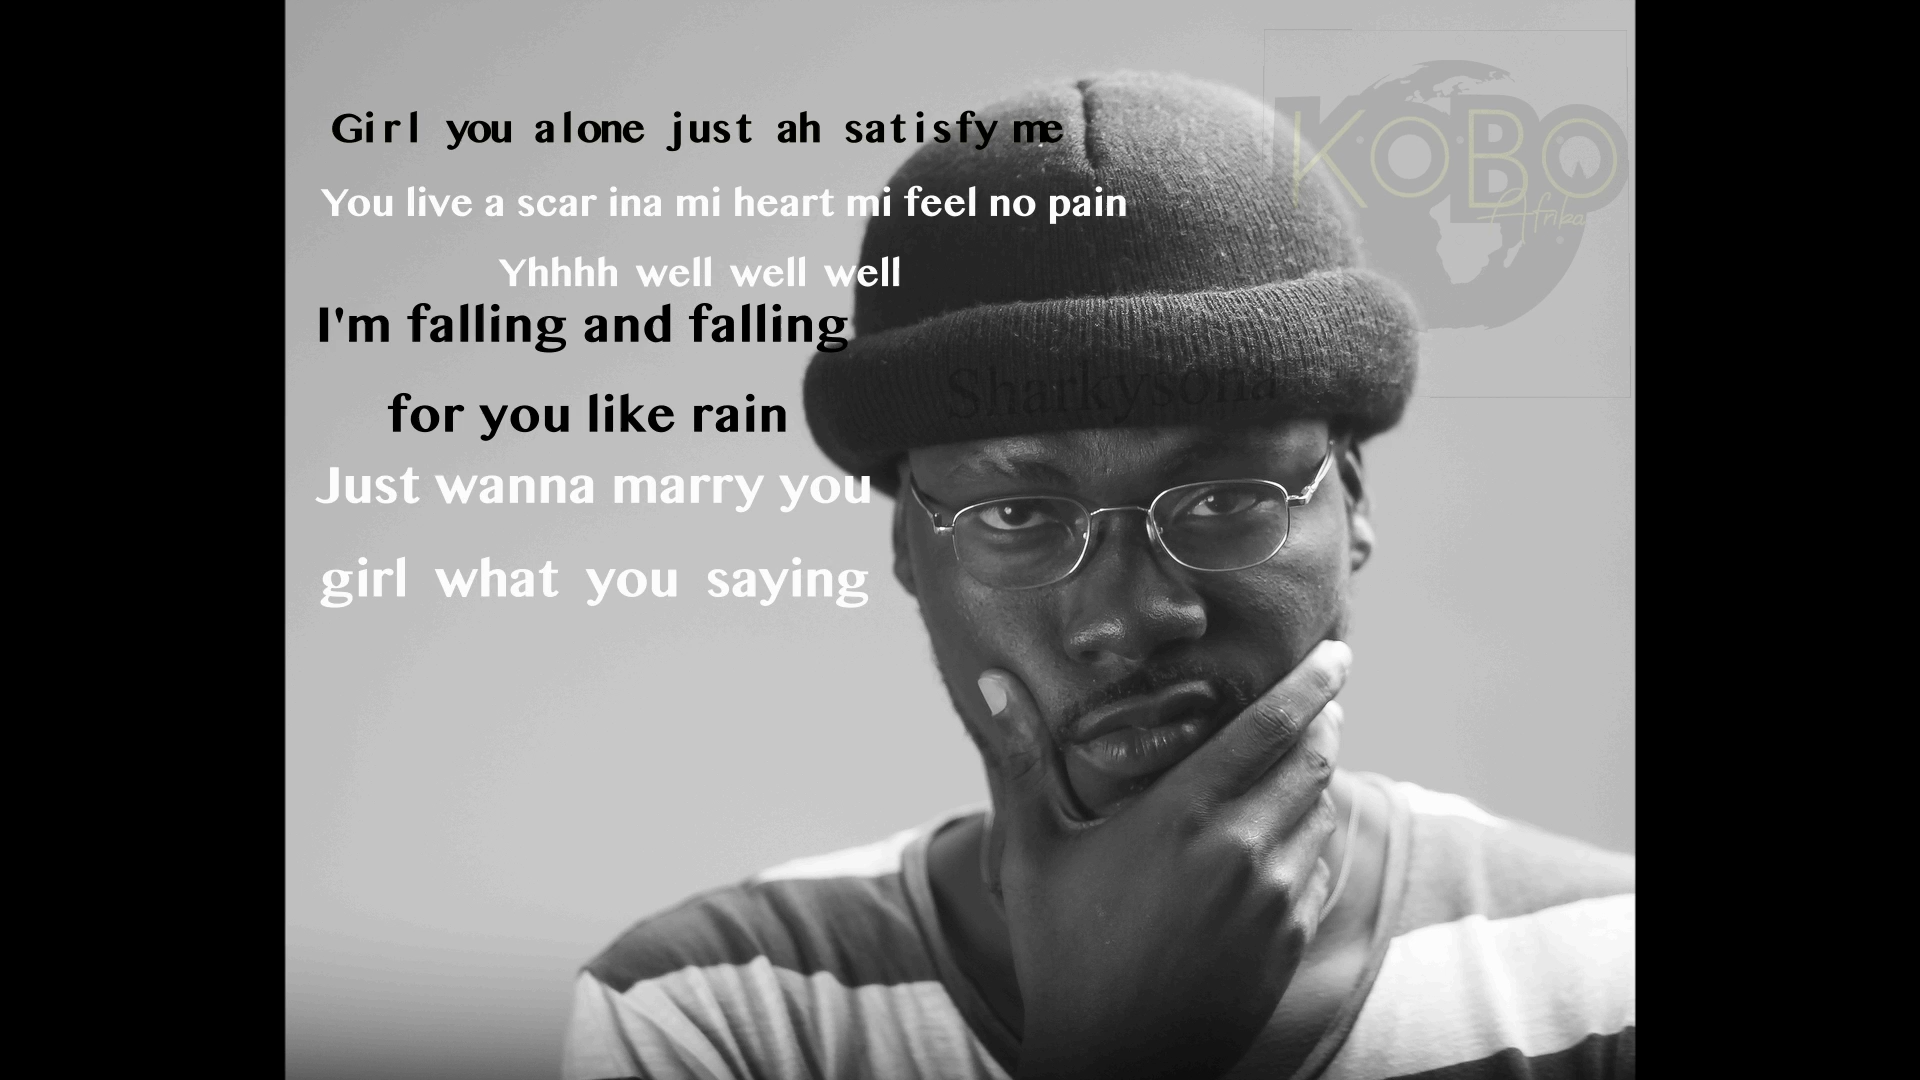 KOBO
Afrika
Girl you alone just ah satisfy me
You live a scar ina mi heart mi feel no pain
Yhhhh well well well
I'm falling and falling
for you like rain
Sharkysona
Just wanna marry you
girl what you saying